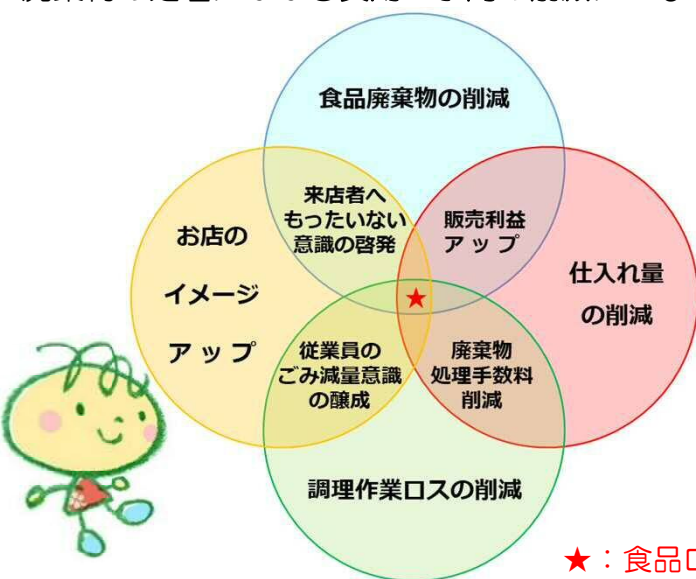 食品廃棄物の削減
来店者へ
もったいない
意識の啓発
販売利益
アップ
お店の
イメージ
アップ
仕入れ量
の削減
★
従業員の
ごみ減量意識
の醸成
廃棄物
処理手数料
削減
調理作業ロスの削減
★:食品ロ